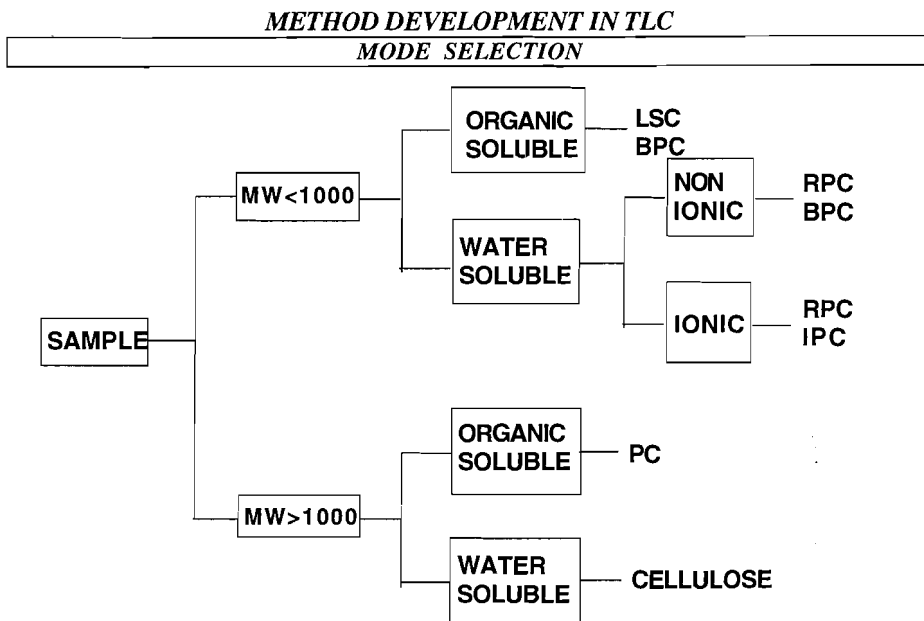 METHOD DEVELOPMENT IN TLC
MODE SELECTION
ORGANIC
SOLUBLE
LSC
BPC
MW<1000
NON
IONIC
RPC
BPC
WATER
SOLUBLE
IONIC
RPC
IPC
SAMPLE
ORGANIC
SOLUBLE
PC
MW>1000
WATER
SOLUBLE
CELLULOSE